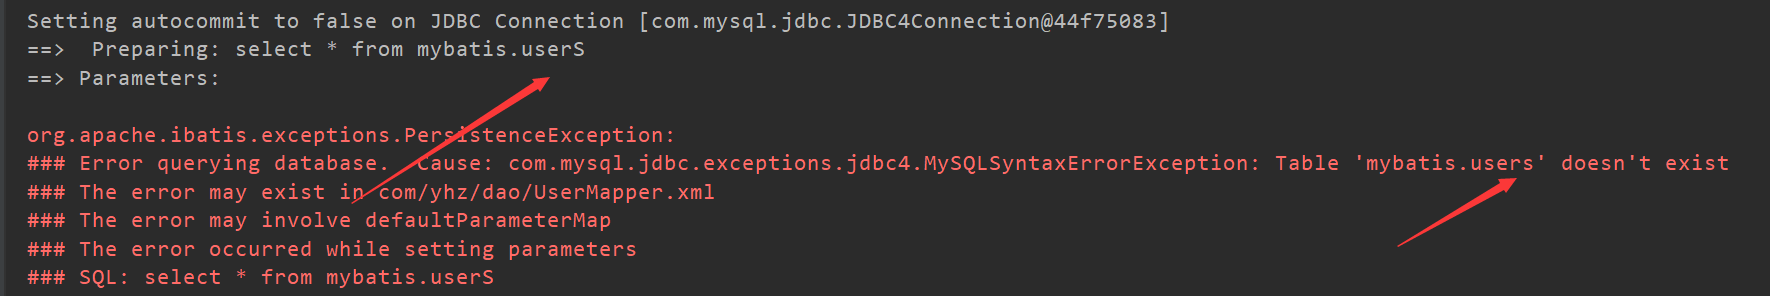 Setting autocommit to false on JDBC Connection [com.mysql.jdbc.JDBC4Connection@44f75083]
==>  Preparing: select * from mybatis.userS
==> Parameters:
org.apache.ibatis.exceptions.PersistenceException:
### Error querying database.  Cause: com.mysql.jdbc.exceptions.jdbc4.MySQLSyntaxErrorException: Table 'mybatis.users' doesn't exist
### The error may exist in com/yhz/dao/UserMapper.xml
### The error may involve defaultParameterMap
### The error occurred while setting parameters
### SQL: select * from mybatis.userS